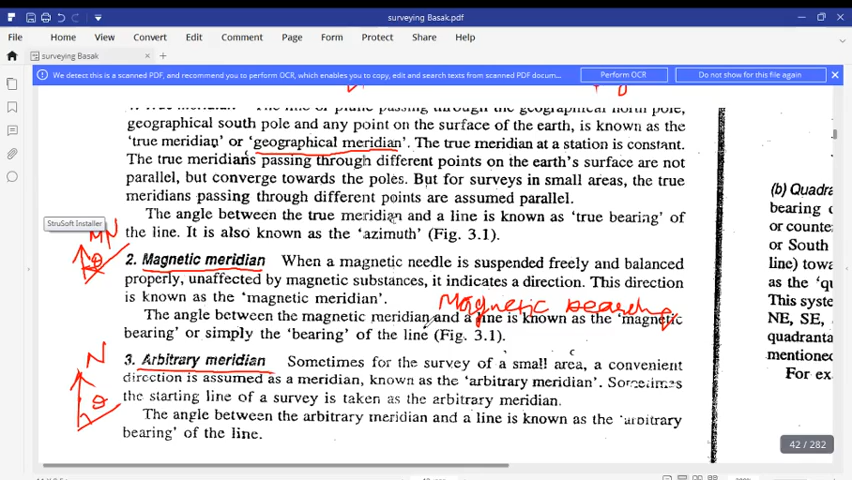 surveying Basak.pdf
File Home View Convert Edit Comment Page Form Protect Share Help
surveying Basak
We detect this is a scanned PDF, and recommend you to perform OCR, which enables you to copy, edit and search texts from scanned PDF docum... Perform OCR Do not show for this again
geographical south pole and any point on the surface of the earth, is known as the
'true meridian' or 'geographical meridian'. The true meridian at a station is constant.
The true meridians passing through different points on the earth's surface are not
parallel, but converge towards the poles. But for surveys in small areas, the true
meridians passing through different points are assumed parallel.
The angle between the true meridian and a line is known as 'true bearing' of
the line. It is also known as the 'azimuth' (Fig. 3.1).
StruSoft Installer
MN
θ
2. Magnetic meridian When a magnetic needle is suspended freely and balanced
properly, unaffected by magnetic substances, it indicates a direction. This direction
is known as the 'magnetic meridian'.
Magnetic bearing
The angle between the magnetic meridian and a line is known as the 'magnetic
bearing' or simply the 'bearing' of the line (Fig. 3.1).
N
θ
3. Arbitrary meridian Sometimes for the survey of a small area, a convenient
direction is assumed as a meridian, known as the 'arbitrary meridian'. Sometimes
the starting line of a survey is taken as the arbitrary meridian.
The angle between the arbitrary meridian and a line is known as the 'arbitrary
bearing' of the line.
(b) Quadra
bearing o
or counte
or South
line) towa
as the 'qu
This syste
NE, SE,
quadranta
mentioned
For ex
42 / 282